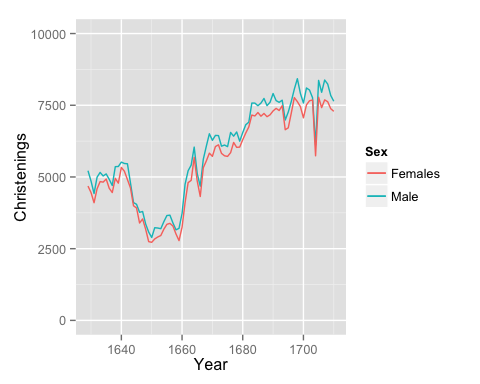 10000
7500
5000
2500
0
Christenings
1640 1660 1680 1700
Year
Sex
Females
Male